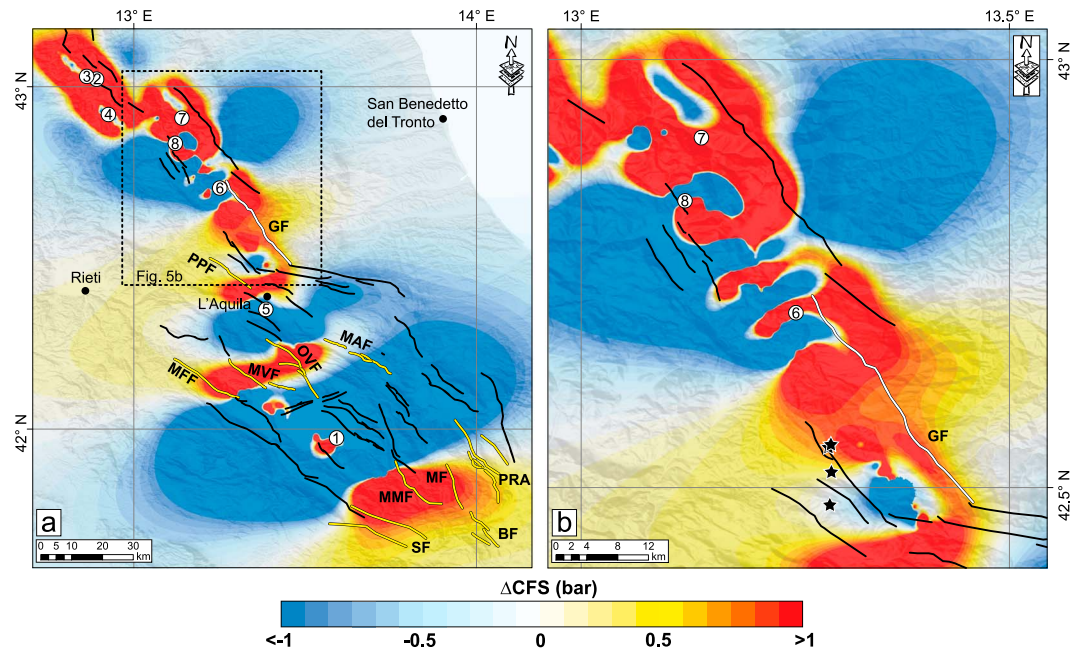 13° E
14° E
13° E
13.5° E
43° N
42° N
43° N
42.5° N
N
3
2
4
7
8
6
San Benedetto
del Tronto
GF
PPF
Rieti
Fig. 5b
L'Aquila
5
MAF
OVF
MVF
MFF
1
MF
MMF
PRA
BF
SF
a
0 5 10 20 30
km
N
7
8
6
GF
b
0 2 4 8 12
km
ΔCFS (bar)
<-1 -0.5 0 0.5 >1